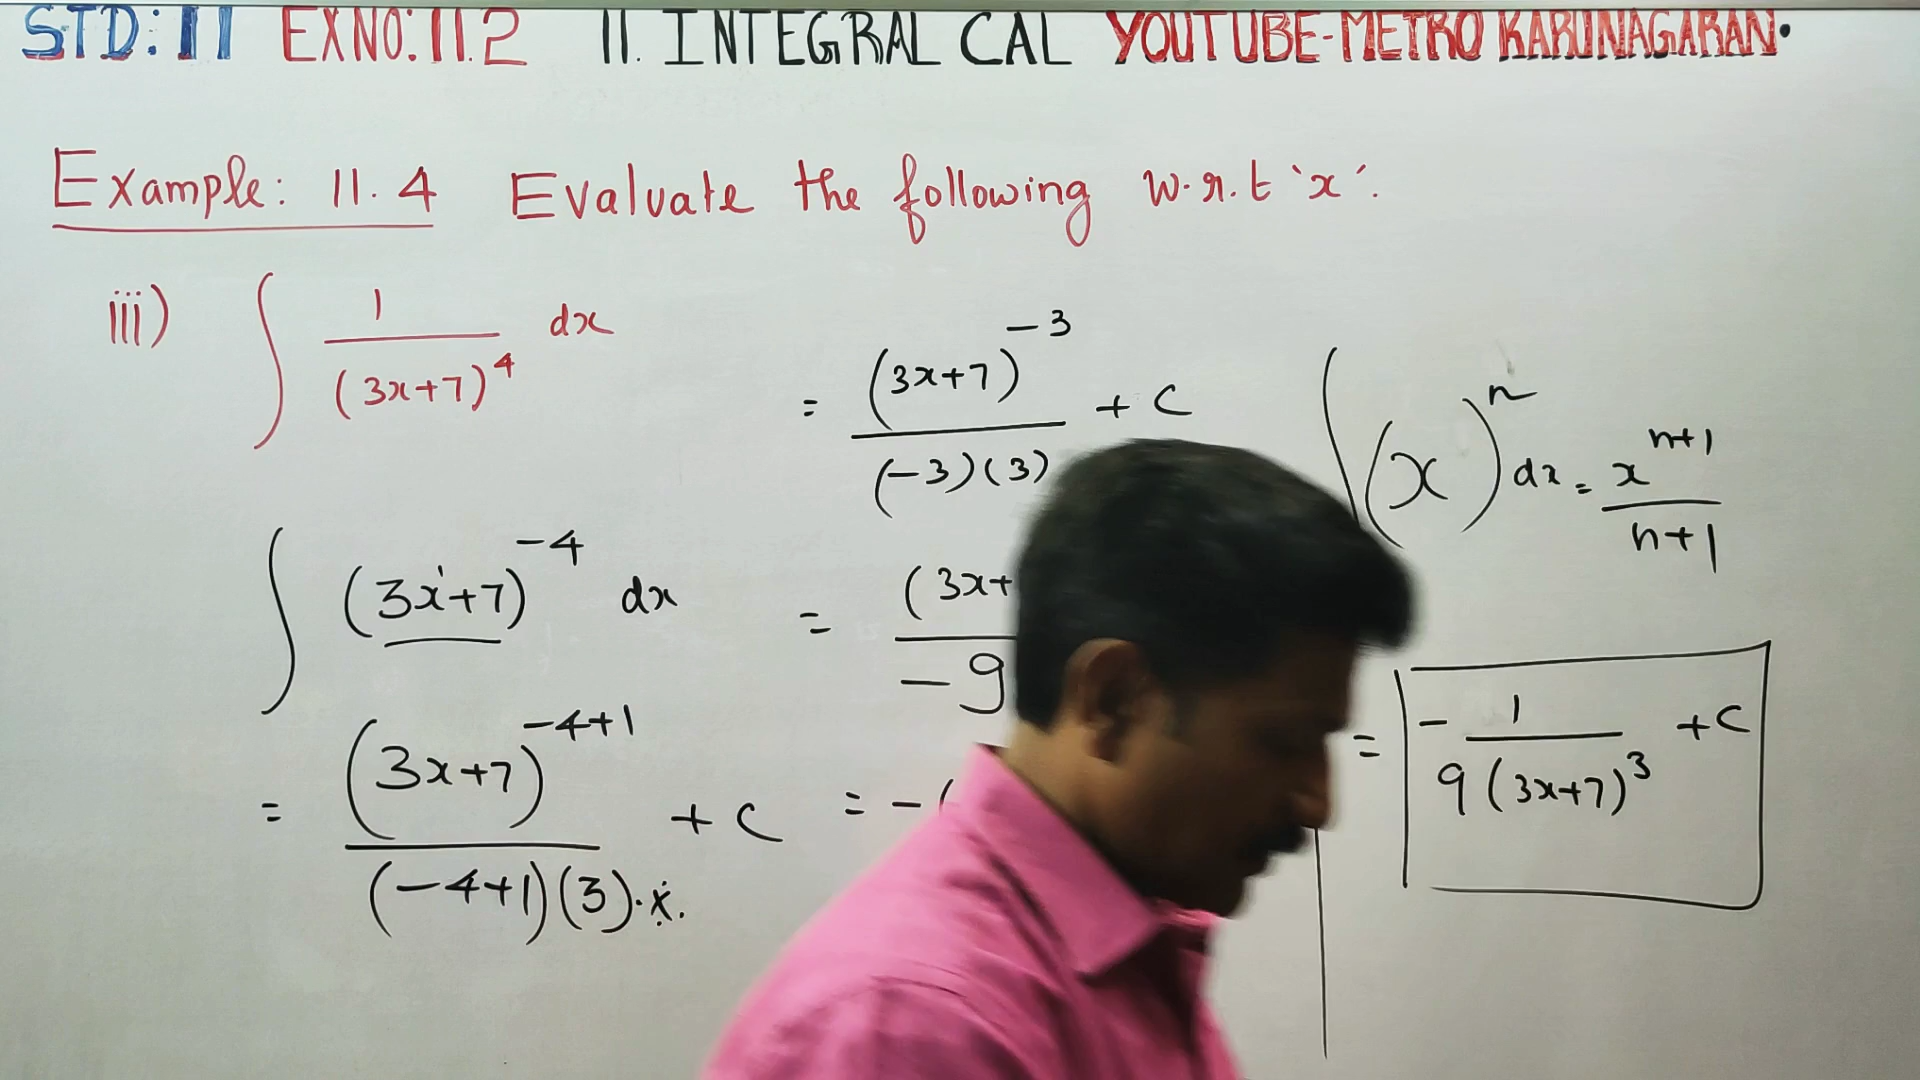 STD: 11 EXNO: 11.2 11. INTEGRAL CAL YOUTUBE-METRO KARUNAGARAN.
Example: 11.4 Evaluate the following w.r.t 'x'.
iii) ∫ 1/(3x+7)^4 dx
∫ (3x+7)^-4 dx
= (3x+7)^-4+1 / (-4+1)(3).x. + C
= (3x+7)^-3 / (-3)(3) + C
= (3x+ / -9
= -(
∫ (x)^n dx = x^n+1 / n+1
= - 1 / 9(3x+7)^3 + C